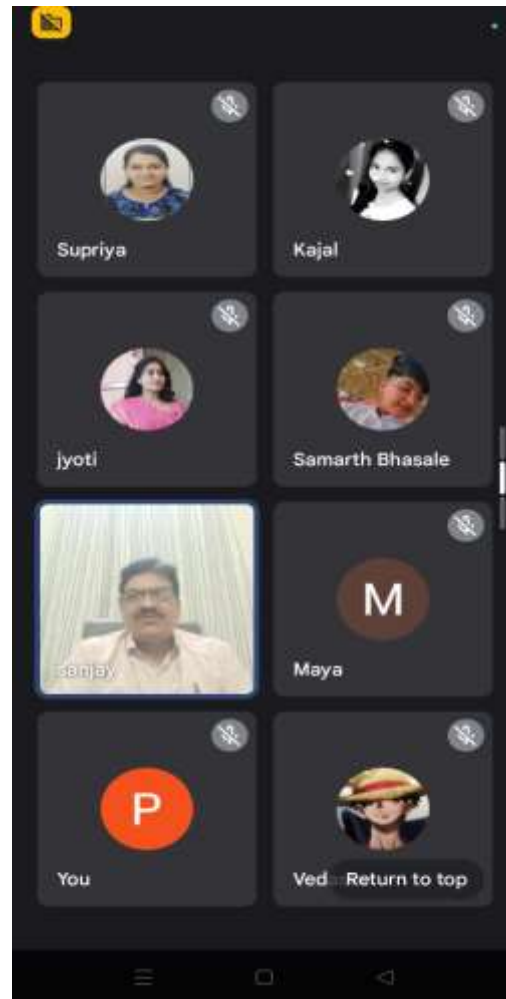 Supriya
Kajal
jyoti
Samarth Bhasale
sanjay
M
Maya
P
You
Ved
Return to top